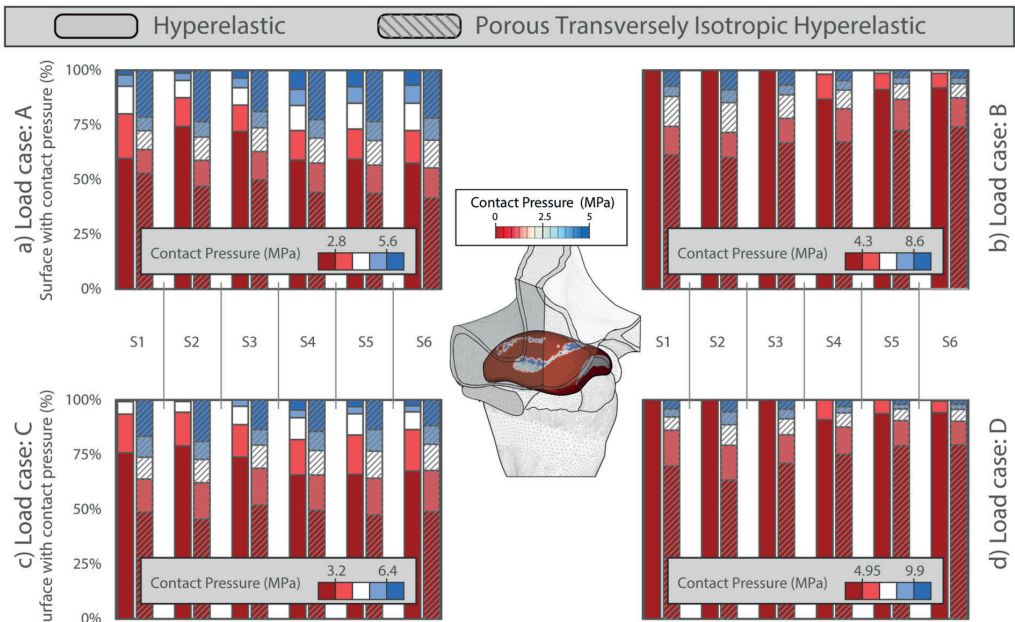 Hyperelastic
Porous Transversely Isotropic Hyperelastic
a) Load case: A
Surface with contact pressure (%)
100%
75%
50%
25%
0%
Contact Pressure (MPa)
2.8 5.6
Contact Pressure (MPa)
0 2.5 5
b) Load case: B
Contact Pressure (MPa)
4.3 8.6
S1 S2 S3 S4 S5 S6
S1 S2 S3 S4 S5 S6
c) Load case: C
urface with contact pressure (%)
100%
75%
50%
25%
0%
Contact Pressure (MPa)
3.2 6.4
d) Load case: D
Contact Pressure (MPa)
4.95 9.9